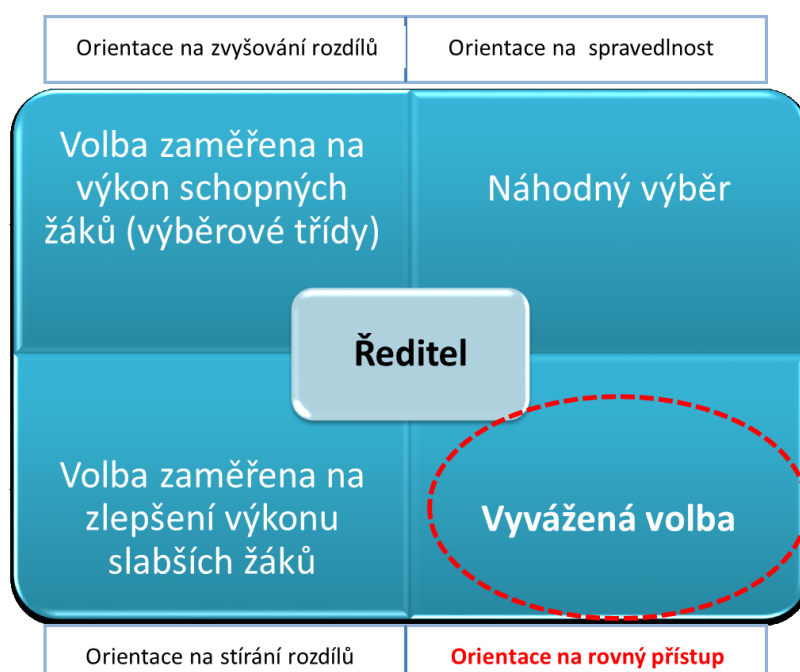 Orientace na zvyšování rozdílů
Orientace na  spravedlnost
Volba zaměřena na
výkon schopných
žáků (výběrové třídy)
Náhodný výběr
Ředitel
Volba zaměřena na
zlepšení výkonu
slabších žáků
Vyvážená volba
Orientace na stírání rozdílů
Orientace na rovný přístup